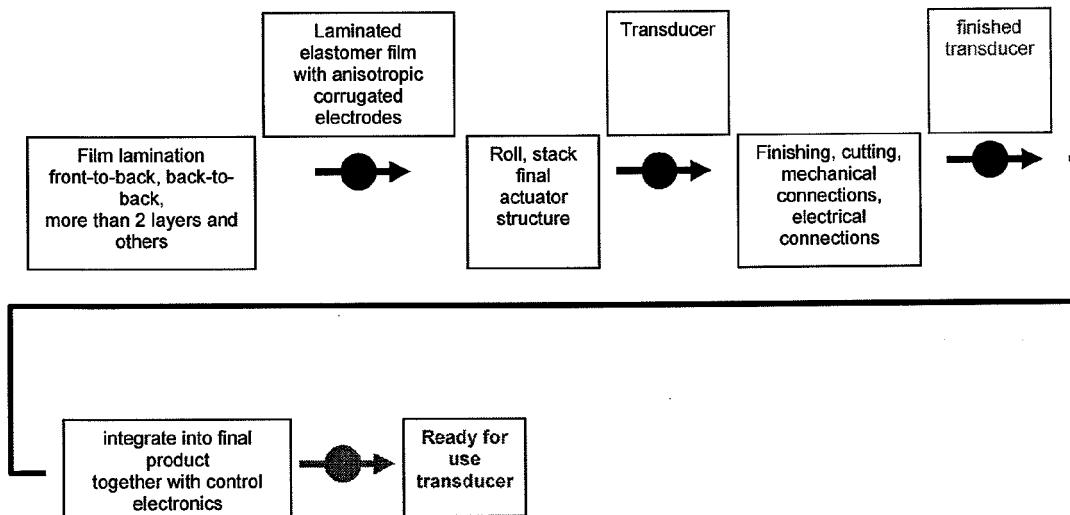 Laminated
elastomer film
with anisotropic
corrugated
electrodes
Transducer
finished
transducer
Film lamination
front-to-back, back-to-
back,
more than 2 layers and
others
Roll, stack
final
actuator
structure
Finishing, cutting,
mechanical
connections,
electrical
connections
integrate into final
product
together with control
electronics
Ready for
use
transducer